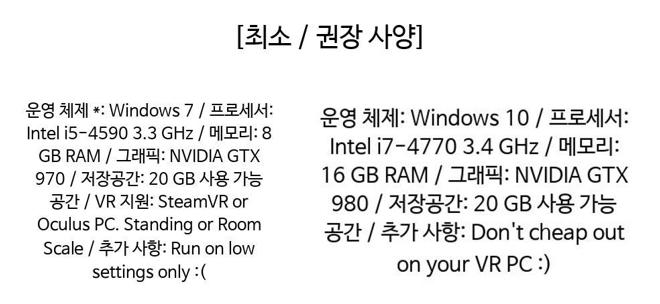 [최소 / 권장 사양]
운영 체제 *: Windows 7 / 프로세서:
Intel i5-4590 3.3 GHz / 메모리: 8
GB RAM / 그래픽: NVIDIA GTX
970 / 저장공간: 20 GB 사용 가능
공간 / VR 지원: SteamVR or
Oculus PC. Standing or Room
Scale / 추가 사항: Run on low
settings only :(
운영 체제: Windows 10 / 프로세서:
Intel i7-4770 3.4 GHz / 메모리:
16 GB RAM / 그래픽: NVIDIA GTX
980 / 저장공간: 20 GB 사용 가능
공간 / 추가 사항: Don't cheap out
on your VR PC :)